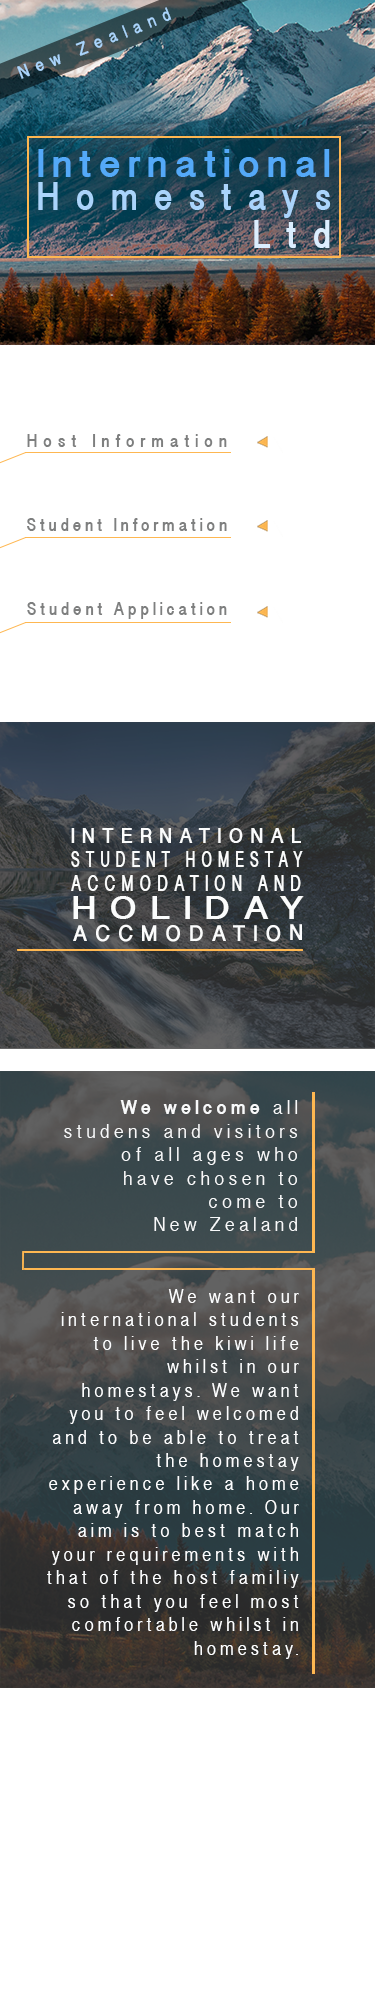 New Zealand
International
Homestays
Ltd
Host Information
Student Information
Student Application
INTERNATIONAL
STUDENT HOMESTAY
ACCMODATION AND
HOLIDAY
ACCMODATION
We welcome all
studens and visitors
of all ages who
have chosen to
come to
New Zealand
We want our
international students
to live the kiwi life
whilst in our
homestays. We want
you to feel welcomed
and to be able to treat
the homestay
experience like a home
away from home. Our
aim is to best match
your requirements with
that of the host familiy
so that you feel most
comfortable whilst in
homestay.